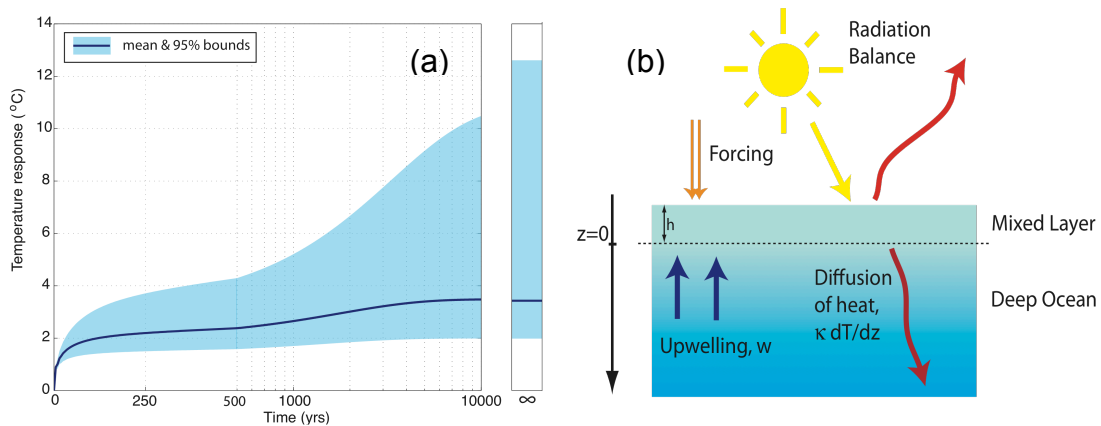 14
12
10
8
6
4
2
0
Temperature response (°C)
mean & 95% bounds
(a)
0
250
500
1000
10000
∞
Time (yrs)
(b)
Radiation
Balance
Forcing
h
z=0
Mixed Layer
Diffusion
of heat,
κ dT/dz
Deep Ocean
Upwelling, w